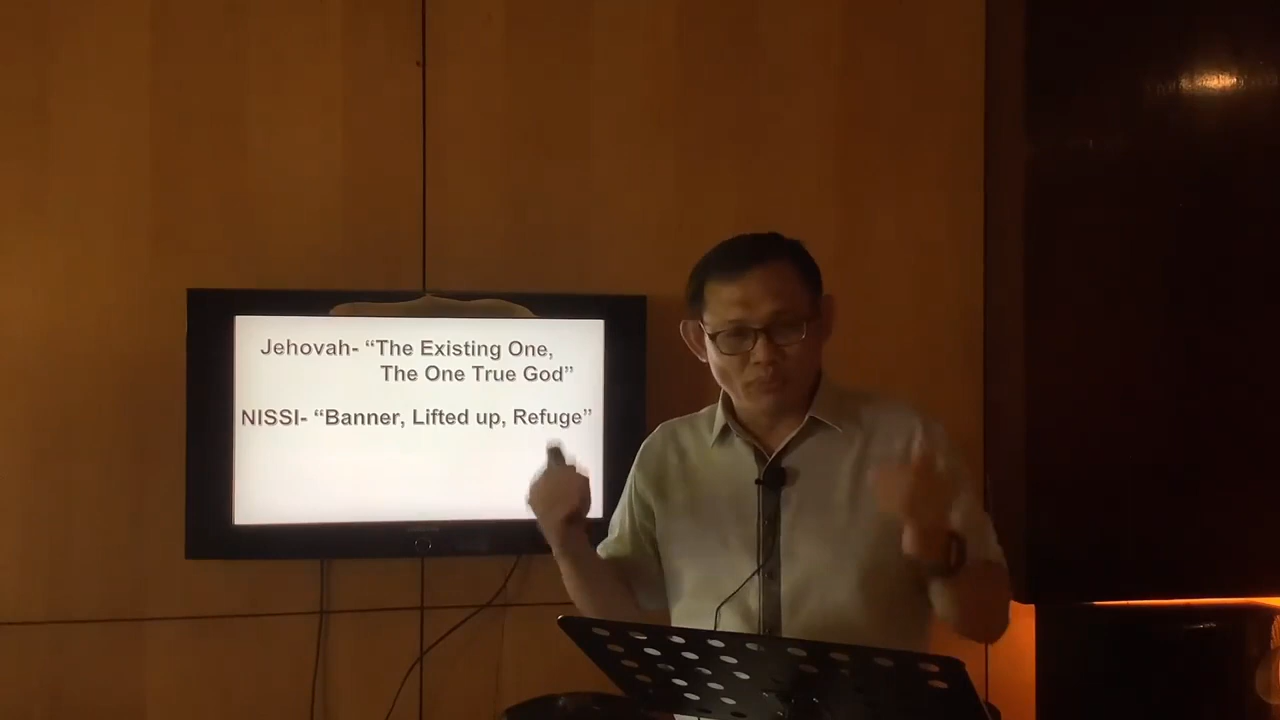 Jehovah- “The Existing One,
The One True God”
NISSI- “Banner, Lifted up, Refuge”